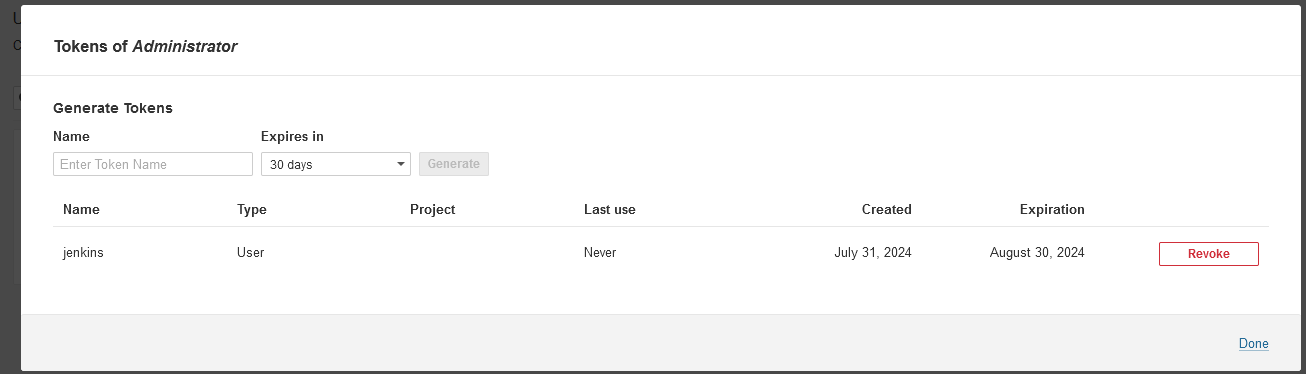 U
C
Tokens of Administrator
Generate Tokens
Name Expires in
Enter Token Name 30 days Generate
Name Type Project Last use Created Expiration
jenkins User Never July 31, 2024 August 30, 2024 Revoke
Done